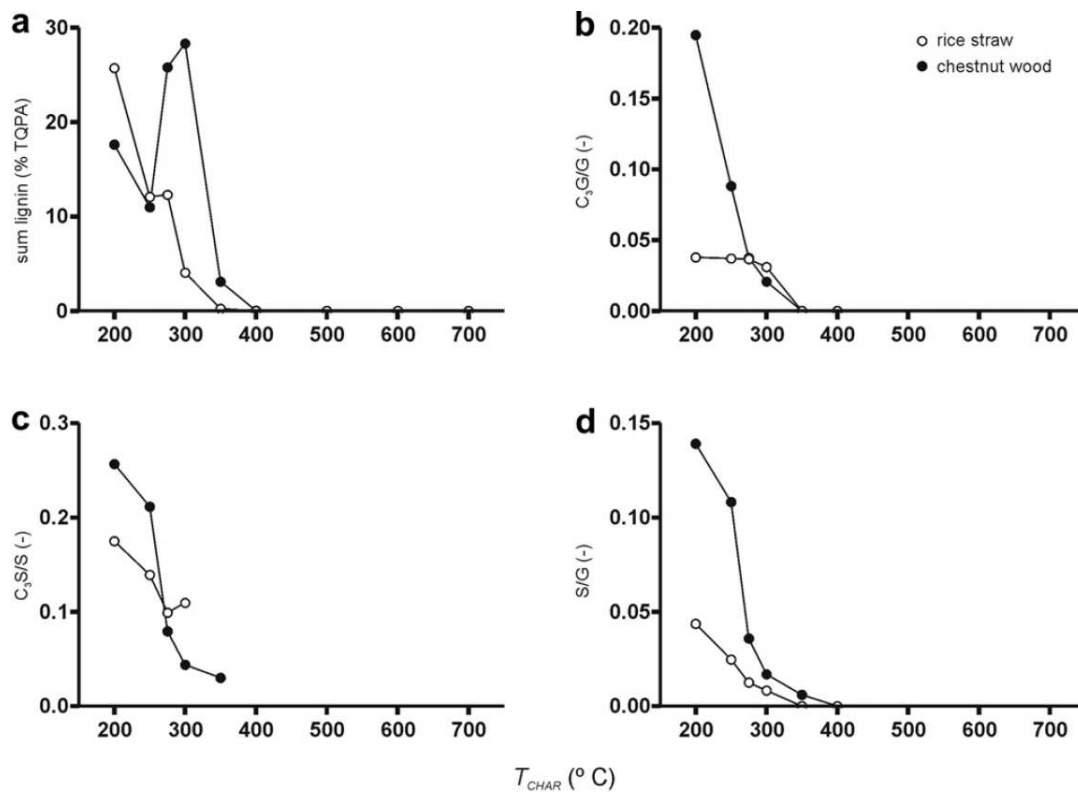 a
30
20
10
0
sum lignin (% TQPA)
200 300 400 500 600 700
b
0.20
0.15
0.10
0.05
0.00
C₃G/G (-)
rice straw
chestnut wood
200 300 400 500 600 700
c
0.3
0.2
0.1
0.0
C₃S/S (-)
200 300 400 500 600 700
d
0.15
0.10
0.05
0.00
S/G (-)
200 300 400 500 600 700
T_CHAR (º C)